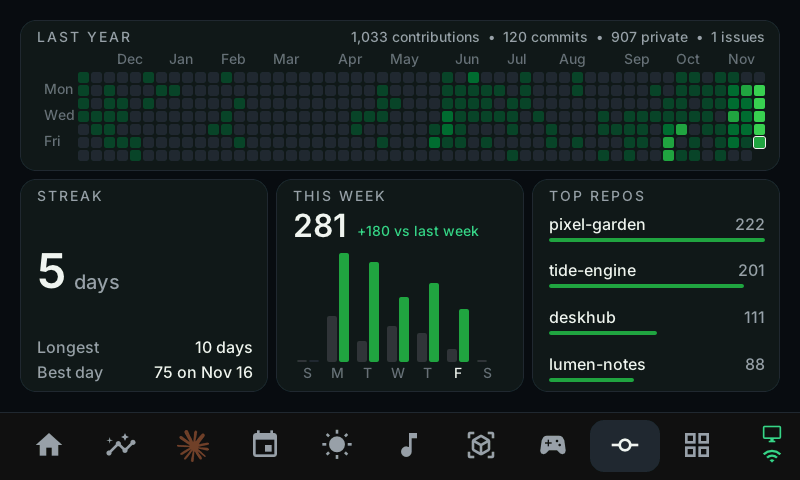 LAST YEAR 1,033 contributions • 120 commits • 907 private • 1 issues
Dec Jan Feb Mar Apr May Jun Jul Aug Sep Oct Nov
Mon
Wed
Fri
STREAK
5 days
Longest 10 days
Best day 75 on Nov 16
THIS WEEK
281 +180 vs last week
S M T W T F S
TOP REPOS
pixel-garden 222
tide-engine 201
deskhub 111
lumen-notes 88